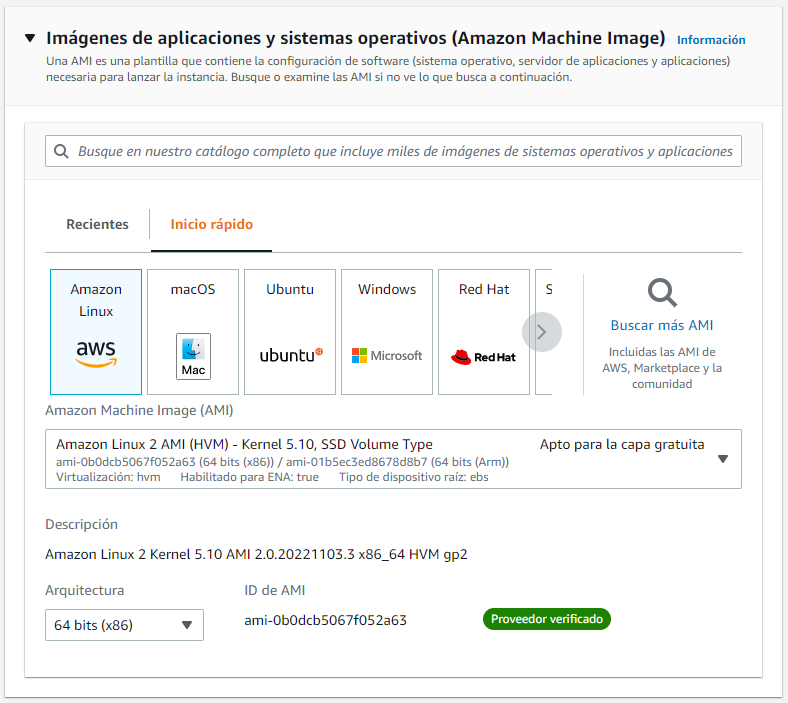 Imágenes de aplicaciones y sistemas operativos (Amazon Machine Image) Información
Una AMI es una plantilla que contiene la configuración de software (sistema operativo, servidor de aplicaciones y aplicaciones)
necesaria para lanzar la instancia. Busque o examine las AMI si no ve lo que busca a continuación.
Busque en nuestro catálogo completo que incluye miles de imágenes de sistemas operativos y aplicaciones
Recientes
Inicio rápido
Amazon
Linux
aws
macOS
Mac
Ubuntu
ubuntu
Windows
Microsoft
Red Hat
Red Hat
S
Buscar más AMI
Incluidas las AMI de
AWS, Marketplace y la
comunidad
Amazon Machine Image (AMI)
Amazon Linux 2 AMI (HVM) - Kernel 5.10, SSD Volume Type Apto para la capa gratuita
ami-0b0dcb5067f052a63 (64 bits (x86)) / ami-01b5ec3ed8678d8b7 (64 bits (Arm))
Virtualización: hvm Habilitado para ENA: true Tipo de dispositivo raíz: ebs
Descripción
Amazon Linux 2 Kernel 5.10 AMI 2.0.20221103.3 x86_64 HVM gp2
Arquitectura
64 bits (x86)
ID de AMI
ami-0b0dcb5067f052a63
Proveedor verificado